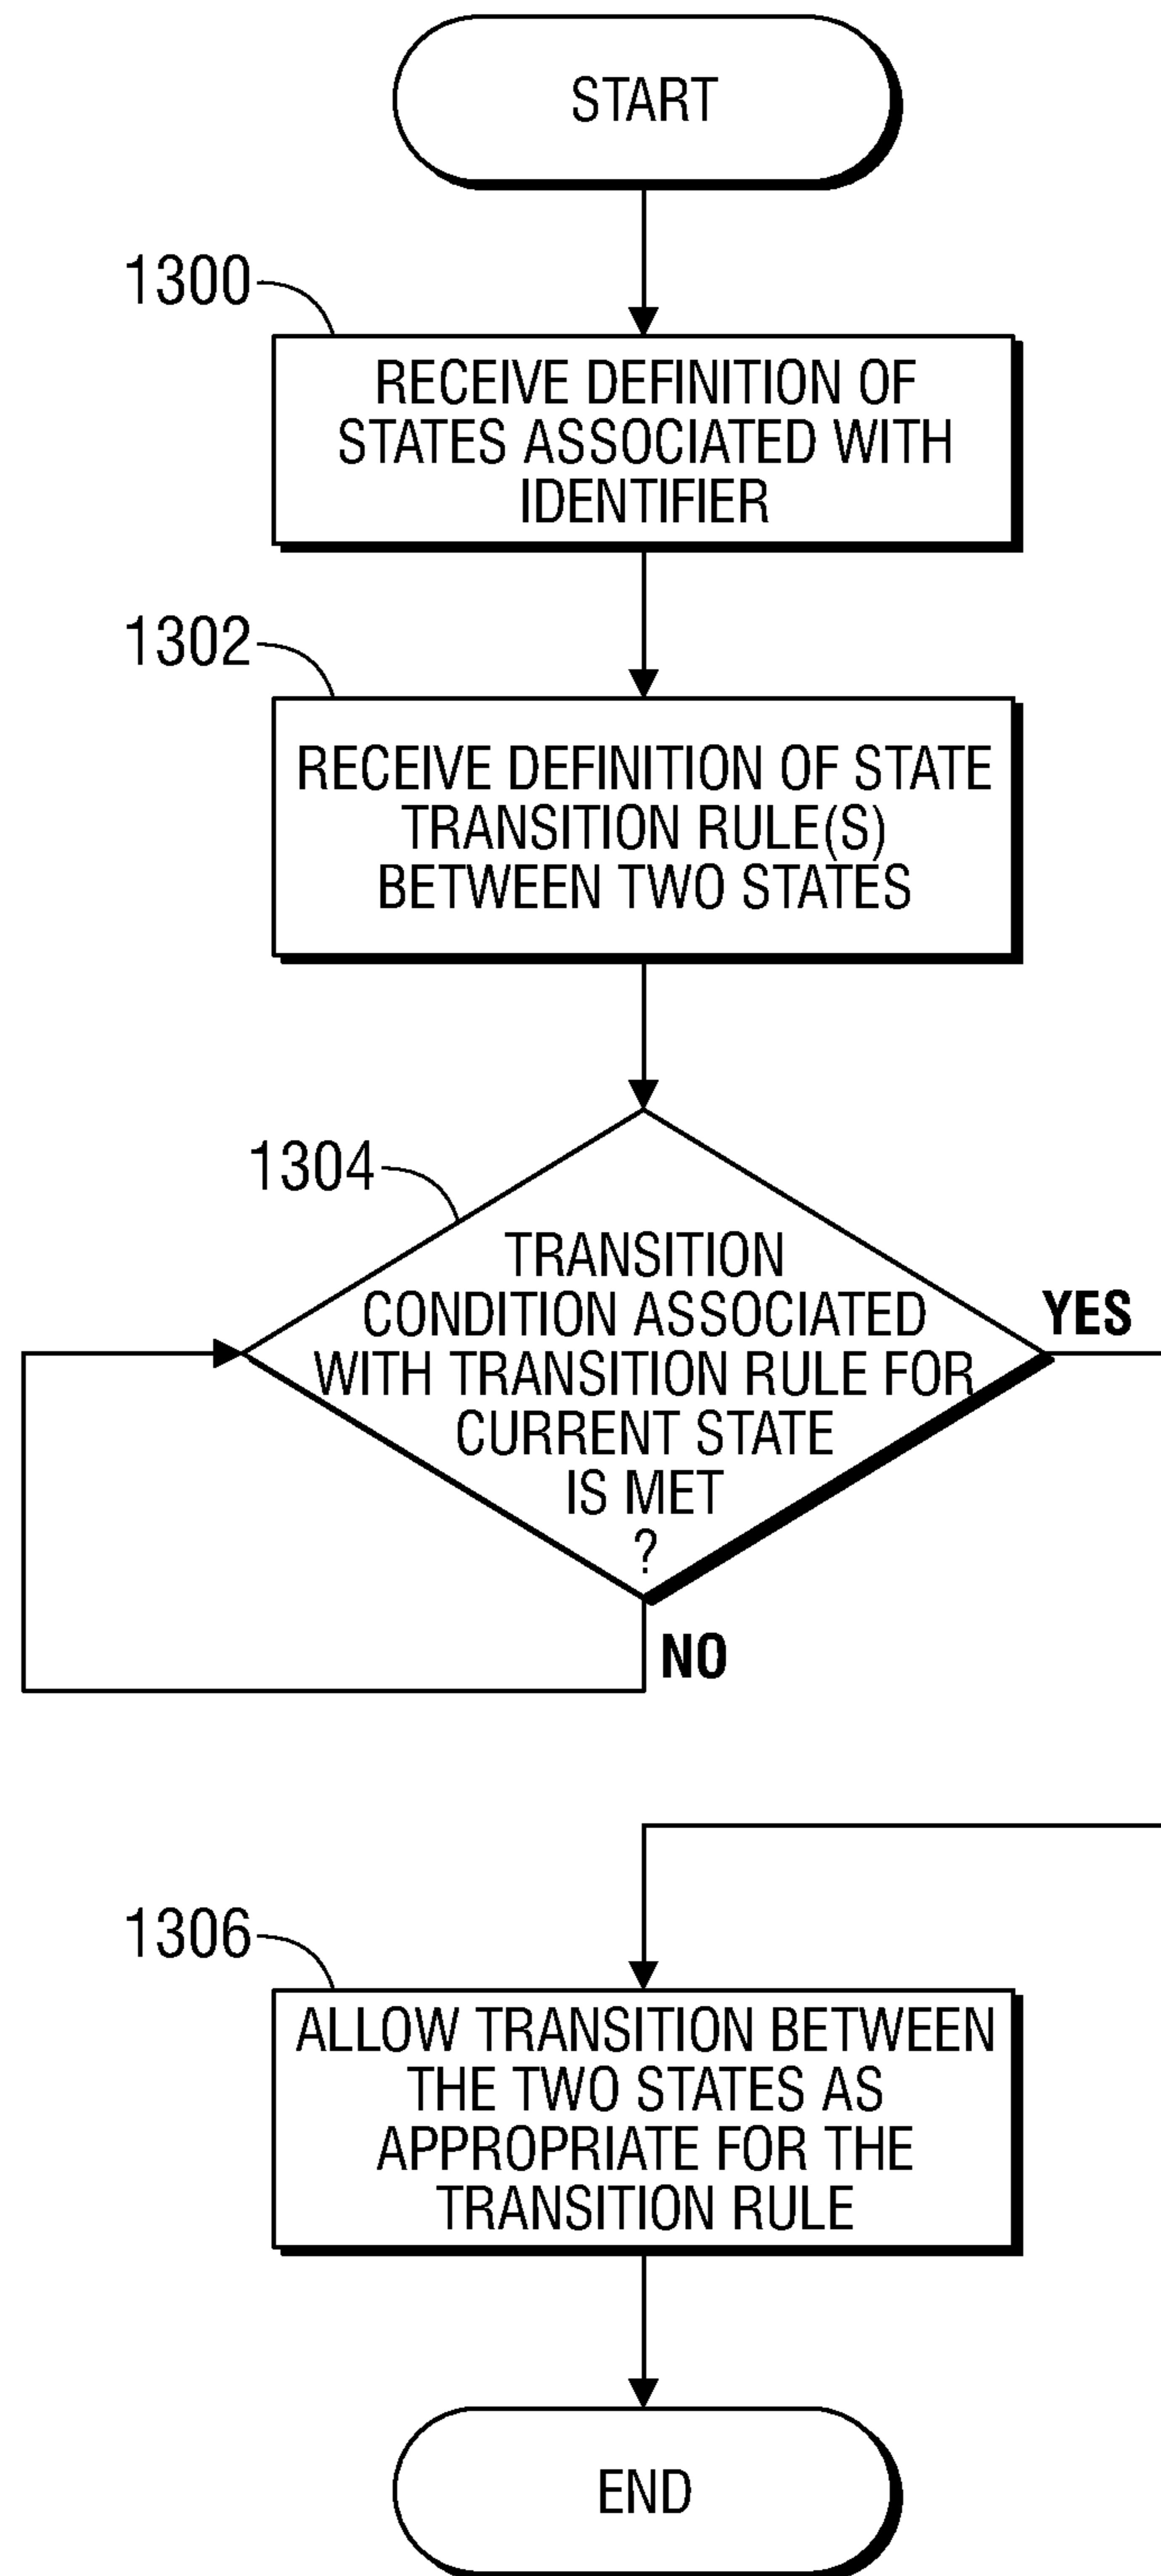 START
1300
RECEIVE DEFINITION OF
STATES ASSOCIATED WITH
IDENTIFIER
1302
RECEIVE DEFINITION OF STATE
TRANSITION RULE(S)
BETWEEN TWO STATES
1304
TRANSITION
CONDITION ASSOCIATED
WITH TRANSITION RULE FOR
CURRENT STATE
IS MET
?
YES
NO
1306
ALLOW TRANSITION BETWEEN
THE TWO STATES AS
APPROPRIATE FOR THE
TRANSITION RULE
END